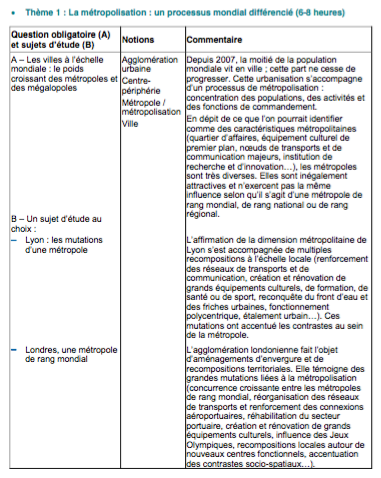 • Thème 1 : La métropolisation : un processus mondial différencié (6-8 heures)
Question obligatoire (A)
et sujets d'étude (B)
Notions
Commentaire
A – Les villes à l'échelle
mondiale : le poids
croissant des métropoles et
des mégalopoles
Agglomération
urbaine
Centre-
périphérie
Métropole /
métropolisation
Ville
Depuis 2007, la moitié de la population
mondiale vit en ville ; cette part ne cesse de
progresser. Cette urbanisation s'accompagne
d'un processus de métropolisation :
concentration des populations, des activités et
des fonctions de commandement.
En dépit de ce que l'on pourrait identifier
comme des caractéristiques métropolitaines
(quartier d'affaires, équipement culturel de
premier plan, nœuds de transports et de
communication majeurs, institution de
recherche et d'innovation…), les métropoles
sont très diverses. Elles sont inégalement
attractives et n'exercent pas la même
influence selon qu'il s'agit d'une métropole de
rang mondial, de rang national ou de rang
régional.
B – Un sujet d'étude au
choix :
– Lyon : les mutations
d'une métropole
L'affirmation de la dimension métropolitaine de
Lyon s'est accompagnée de multiples
recompositions à l'échelle locale (renforcement
des réseaux de transports et de
communication, création et rénovation de
grands équipements culturels, de formation, de
santé ou de sport, reconquête du front d'eau et
des friches urbaines, fonctionnement
polycentrique, étalement urbain…). Ces
mutations ont accentué les contrastes au sein
de la métropole.
– Londres, une métropole
de rang mondial
L'agglomération londonienne fait l'objet
d'aménagements d'envergure et de
recompositions territoriales. Elle témoigne des
grandes mutations liées à la métropolisation
(concurrence croissante entre les métropoles
de rang mondial, réorganisation des réseaux
de transports et renforcement des connexions
aéroportuaires, réhabilitation du secteur
portuaire, création et rénovation de grands
équipements culturels, influence des Jeux
Olympiques, recompositions locales autour de
nouveaux centres fonctionnels, accentuation
des contrastes socio-spatiaux…).